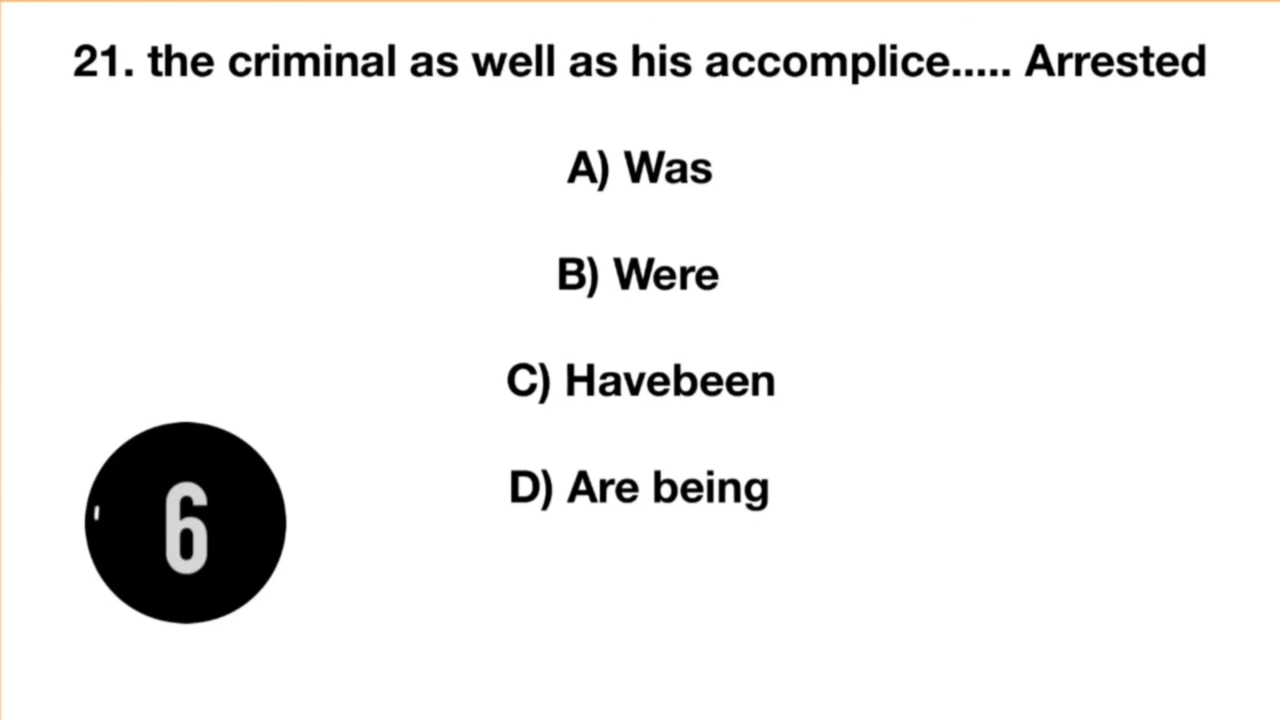 21. the criminal as well as his accomplice..... Arrested
A) Was
B) Were
C) Havebeen
D) Are being
6